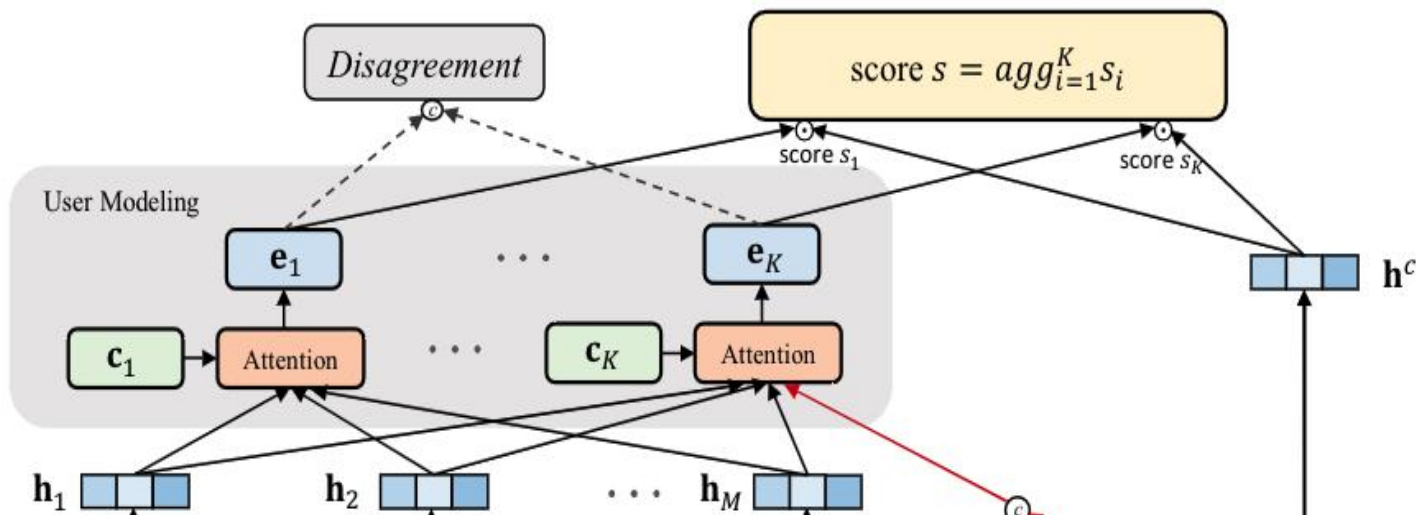 Disagreement
score s = agg_{i=1}^{K} s_i
c
score s_1
score s_K
User Modeling
e_1
. . .
e_K
h^c
c_1
Attention
. . .
c_K
Attention
h_1
h_2
. . .
h_M
c